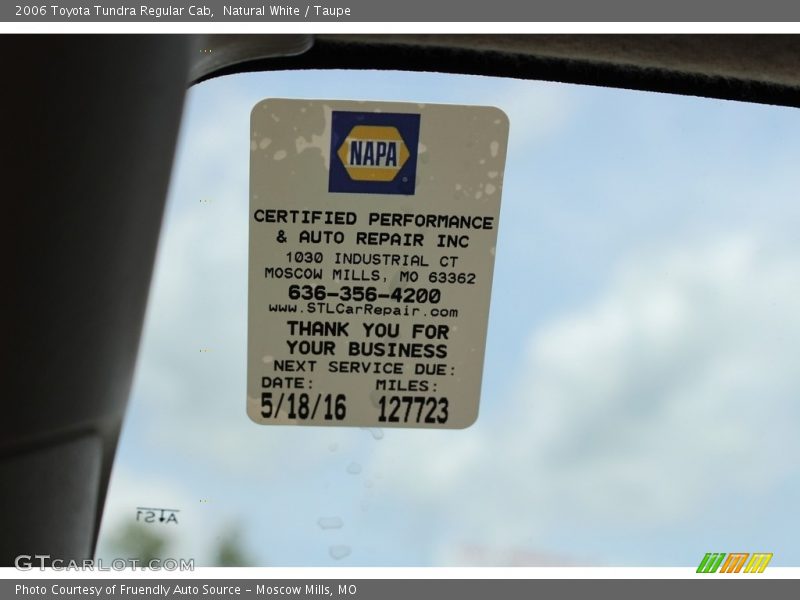 2006 Toyota Tundra Regular Cab,  Natural White / Taupe
NAPA
CERTIFIED PERFORMANCE
& AUTO REPAIR INC
1030 INDUSTRIAL CT
MOSCOW MILLS, MO 63362
636-356-4200
www.STLCarRepair.com
THANK YOU FOR
YOUR BUSINESS
NEXT SERVICE DUE:
DATE: MILES:
5/18/16 127723
AS1
GTcarlot.com
Photo Courtesy of Fruendly Auto Source – Moscow Mills, MO